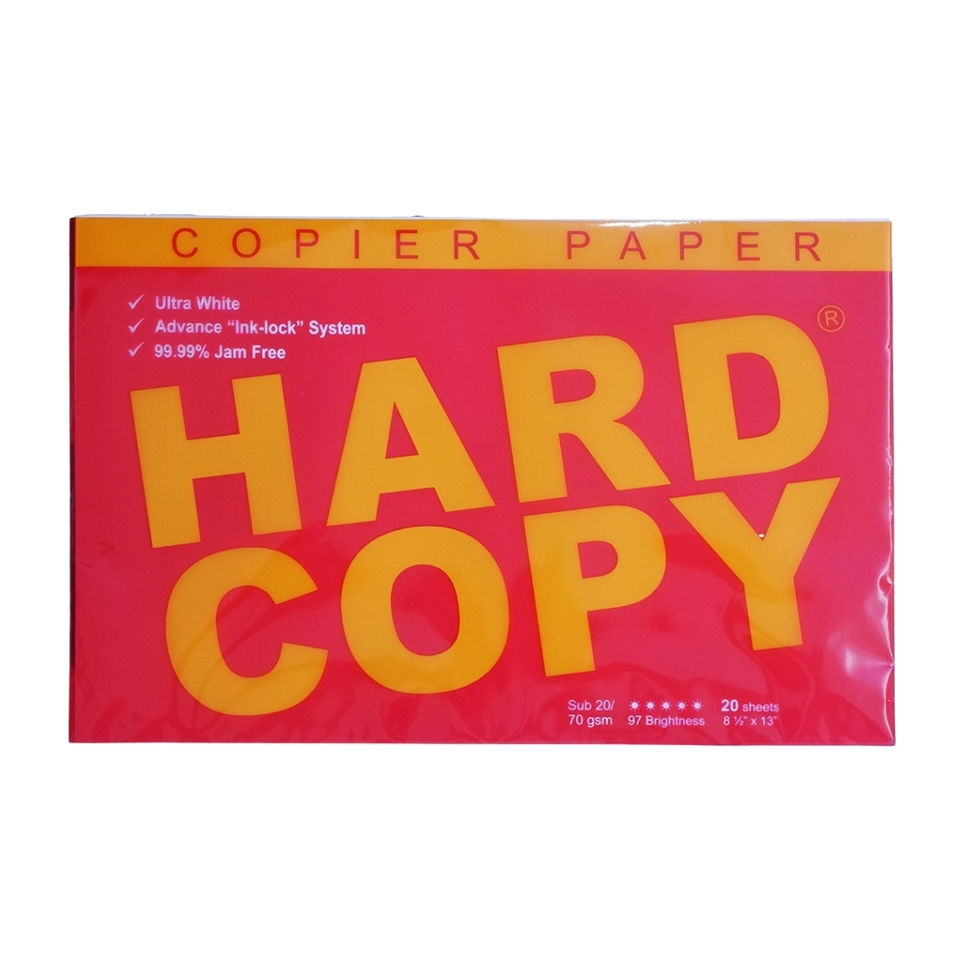 COPIER PAPER
✓ Ultra White
✓ Advance “Ink-lock” System
✓ 99.99% Jam Free
HARD ®
COPY
Sub 20/ ✷✷✷✷✷ 20 sheets
70 gsm 97 Brightness 8 ½" x 13"